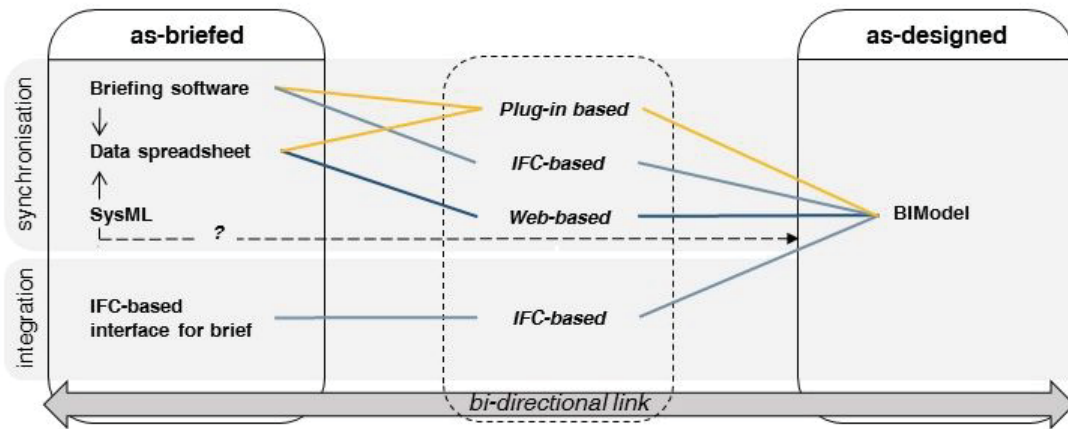 as-briefed
as-designed
synchronisation
Briefing software
Plug-in based
Data spreadsheet
IFC-based
SysML
Web-based
BIModel
?
integration
IFC-based
interface for brief
IFC-based
bi-directional link